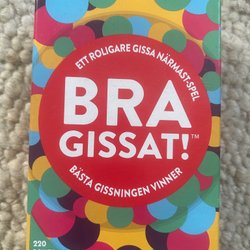 ETT ROLIGARE GISSA NÄRMAST-SPEL
BRA
GISSAT!™
BÄSTA GISSNINGEN VINNER
220